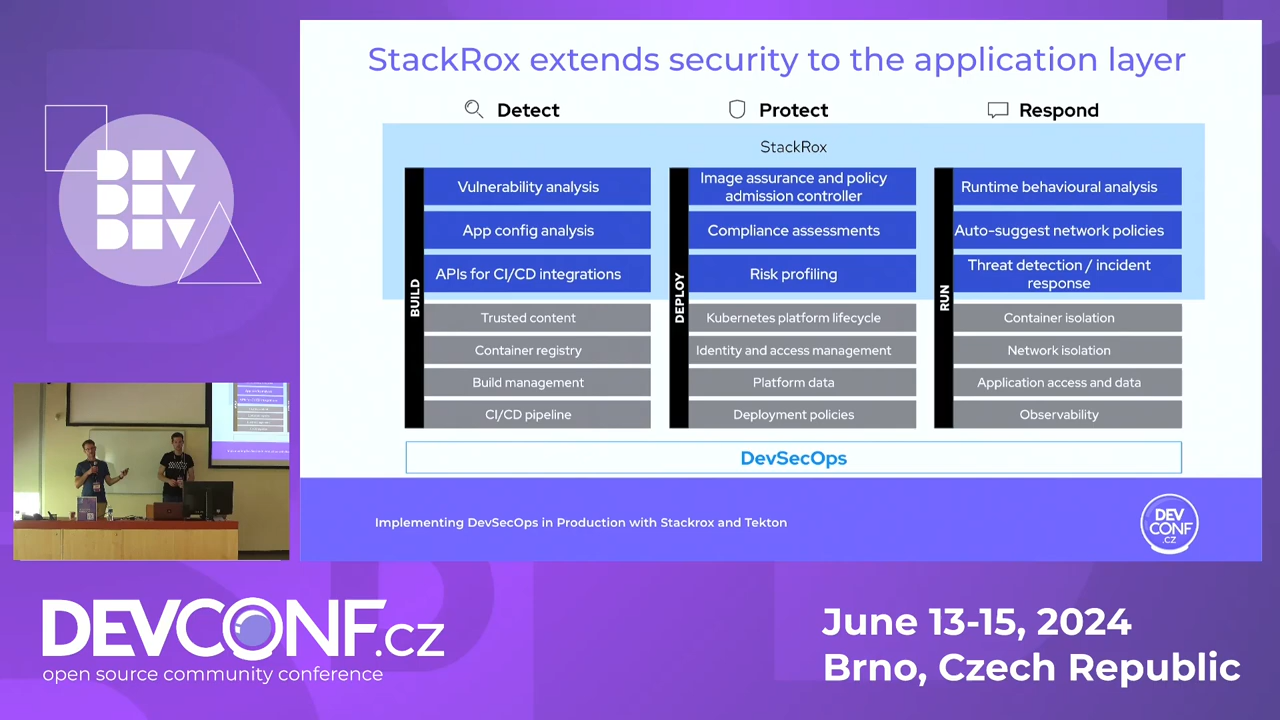 StackRox extends security to the application layer
Detect
Protect
Respond
StackRox
BUILD
Vulnerability analysis
App config analysis
APIs for CI/CD integrations
Trusted content
Container registry
Build management
CI/CD pipeline
DEPLOY
Image assurance and policy
admission controller
Compliance assessments
Risk profiling
Kubernetes platform lifecycle
Identity and access management
Platform data
Deployment policies
RUN
Runtime behavioural analysis
Auto-suggest network policies
Threat detection / incident
response
Container isolation
Network isolation
Application access and data
Observability
DevSecOps
Implementing DevSecOps in Production with Stackrox and Tekton
DEV
CONF
.CZ
DEV
DEV
DEV
DEVCONF.cz
open source community conference
June 13-15, 2024
Brno, Czech Republic